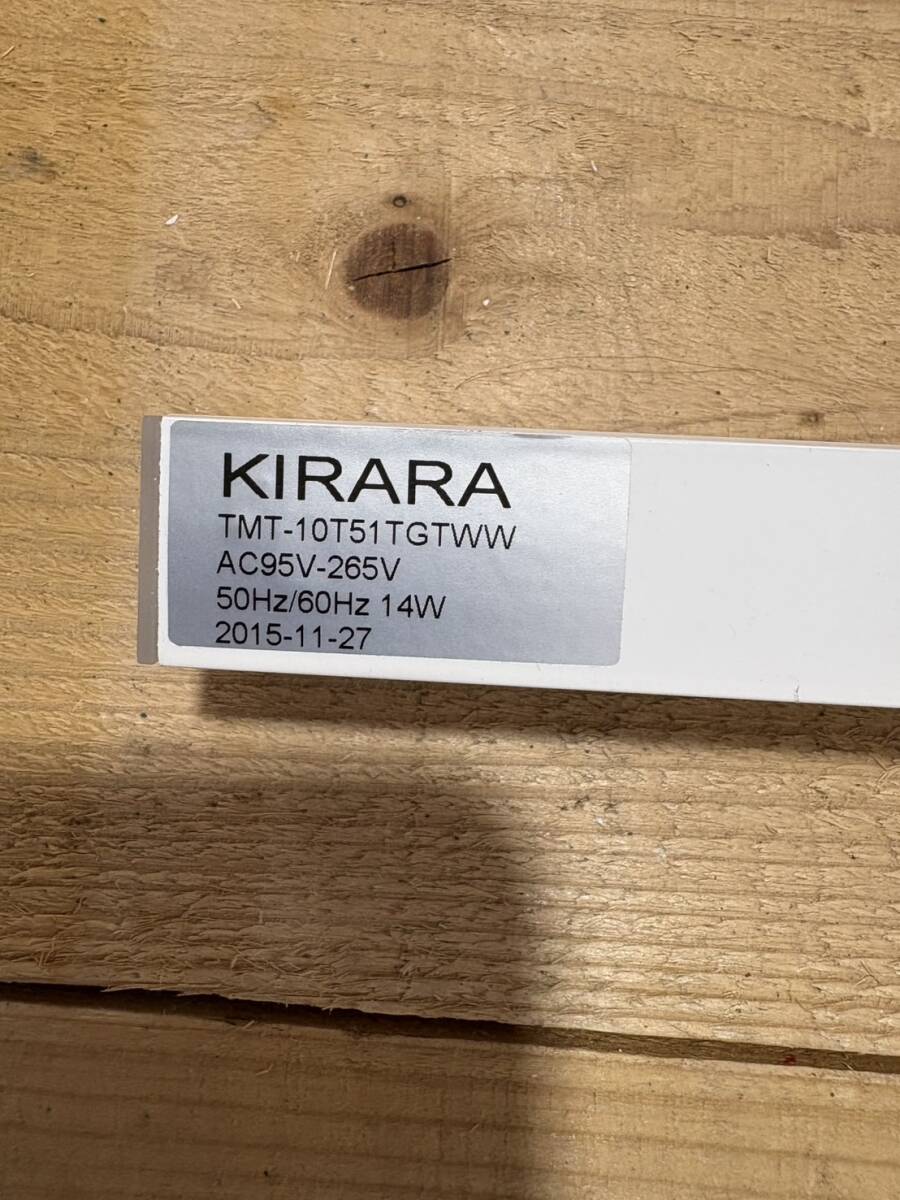 KIRARA
TMT-10T51TGTWW
AC95V-265V
50Hz/60Hz 14W
2015-11-27